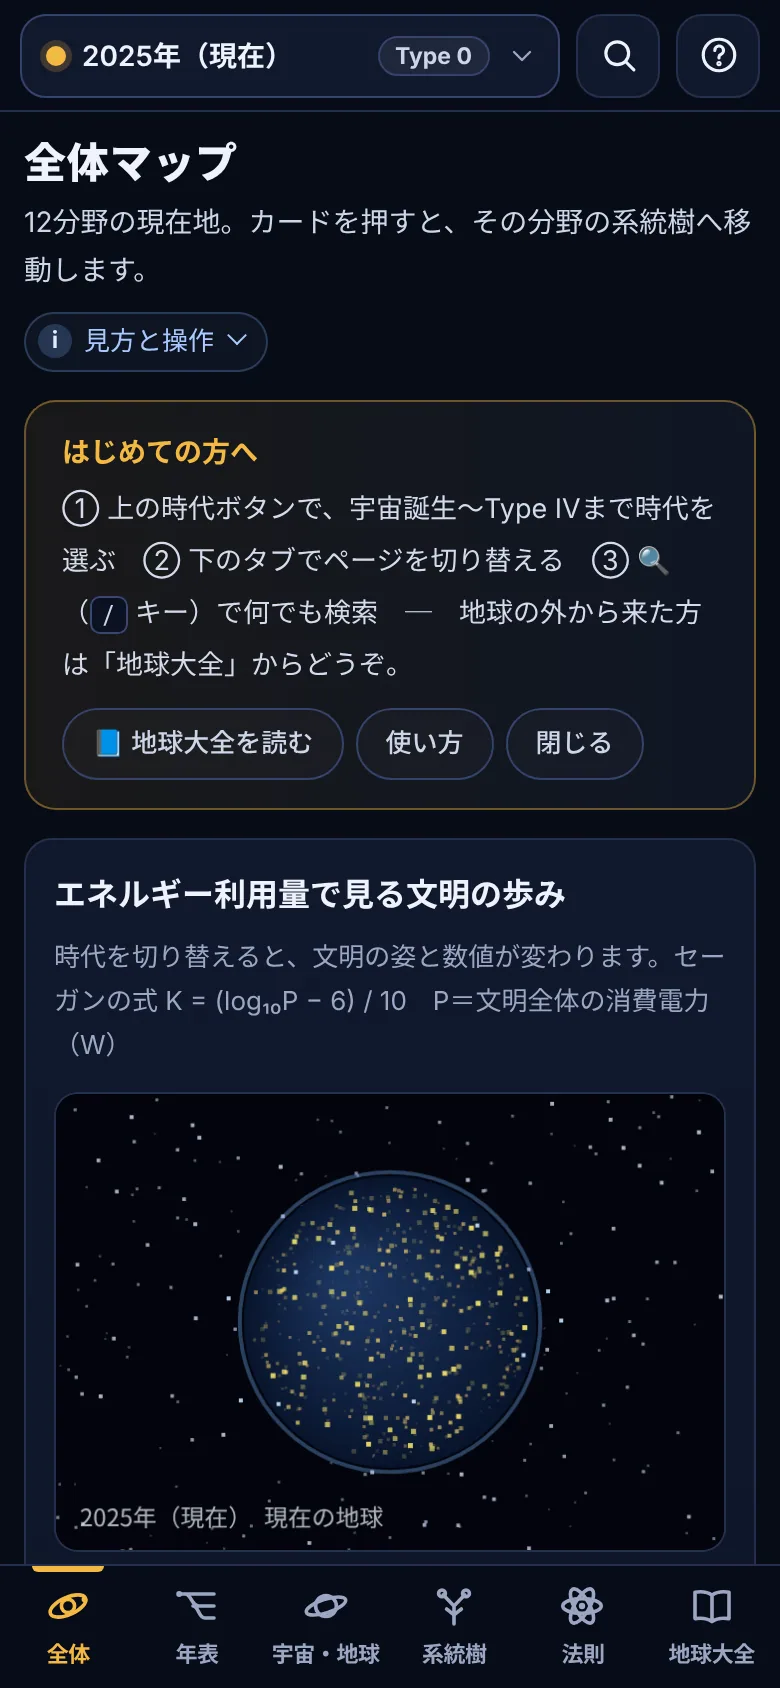 2025年（現在） Type 0
全体マップ
12分野の現在地。カードを押すと、その分野の系統樹へ移
動します。
i 見方と操作
はじめての方へ
① 上の時代ボタンで、宇宙誕生〜Type IVまで時代を
選ぶ　② 下のタブでページを切り替える　③ 🔍
（/ キー）で何でも検索　—　地球の外から来た方
は「地球大全」からどうぞ。
📘 地球大全を読む 使い方 閉じる
エネルギー利用量で見る文明の歩み
時代を切り替えると、文明の姿と数値が変わります。セー
ガンの式 K = (log₁₀P − 6) / 10　P＝文明全体の消費電力
（W）
2025年（現在） 現在の地球
全体 年表 宇宙・地球 系統樹 法則 地球大全